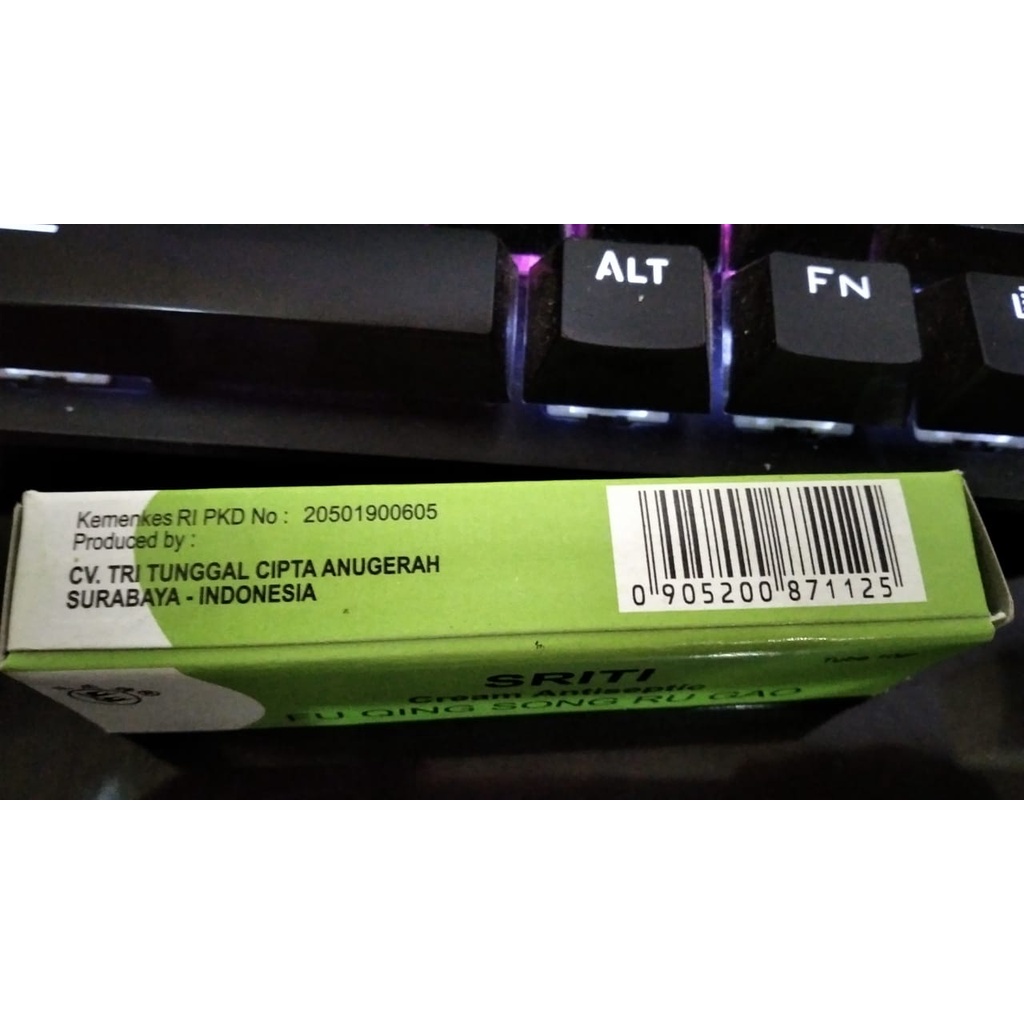 ALT
FN
Kemenkes RI PKD No : 20501900605
Produced by :
CV. TRI TUNGGAL CIPTA ANUGERAH
SURABAYA - INDONESIA
0 905200 871125
SRITI
Cream Antiseptic
FU QING SONG RU GAO
Tube